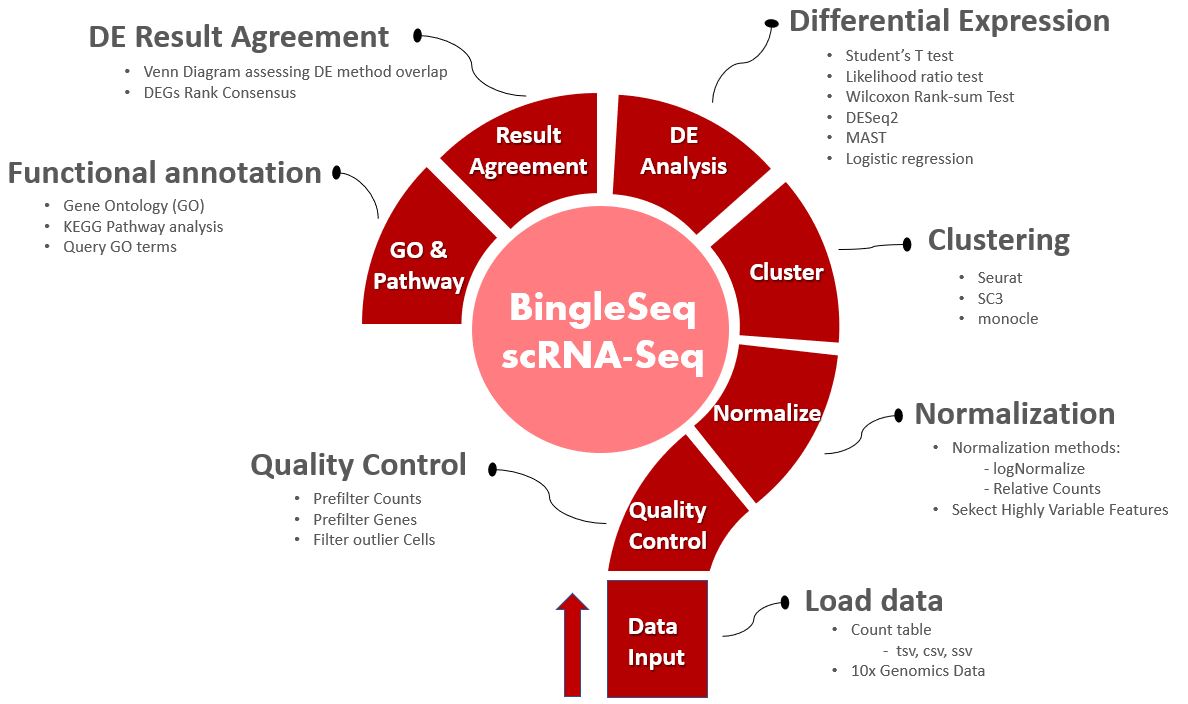 DE Result Agreement
• Venn Diagram assessing DE method overlap
• DEGs Rank Consensus
Differential Expression
• Student’s T test
• Likelihood ratio test
• Wilcoxon Rank-sum Test
• DESeq2
• MAST
• Logistic regression
Functional annotation
• Gene Ontology (GO)
• KEGG Pathway analysis
• Query GO terms
Result
Agreement
DE
Analysis
GO &
Pathway
Cluster
Clustering
• Seurat
• SC3
• monocle
BingleSeq
scRNA-Seq
Normalize
Normalization
• Normalization methods:
- logNormalize
- Relative Counts
• Sekect Highly Variable Features
Quality Control
• Prefilter Counts
• Prefilter Genes
• Filter outlier Cells
Quality
Control
Data
Input
Load data
• Count table
- tsv, csv, ssv
• 10x Genomics Data